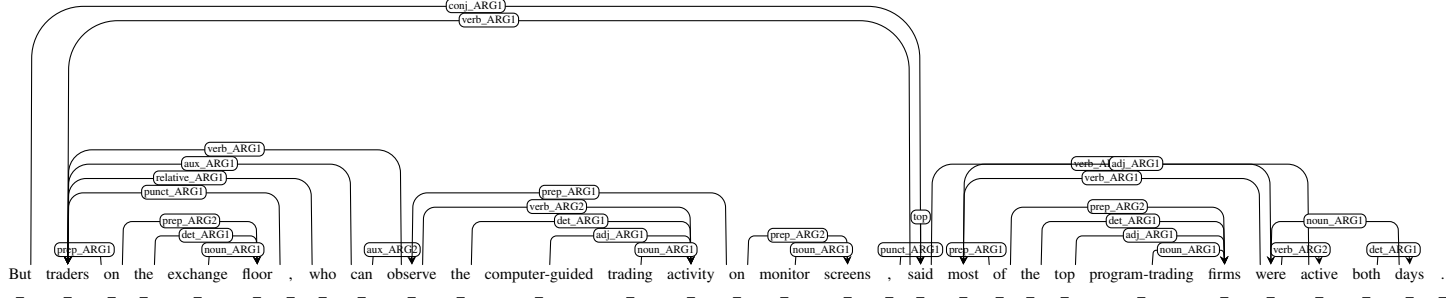 conj_ARG1
verb_ARG1
verb_ARG1
aux_ARG1 adj_ARG1
relative_ARG1 verb_ARG1
punct_ARG1 prep_ARG1
verb_ARG2 prep_ARG2
prep_ARG2 det_ARG1 top det_ARG1 noun_ARG1
det_ARG1 adj_ARG1 prep_ARG2 adj_ARG1
prep_ARG1 noun_ARG1 aux_ARG2 noun_ARG1 noun_ARG1 punct_ARG1 prep_ARG1 noun_ARG1 verb_ARG2 det_ARG1
But traders on the exchange floor , who can observe the computer-guided trading activity on monitor screens , said most of the top program-trading firms were active both days .
_ _ _ _ _ _ _ _ _ _ _ _ _ _ _ _ _ _ _ _ _ _ _ _ _ _ _ _ _ _